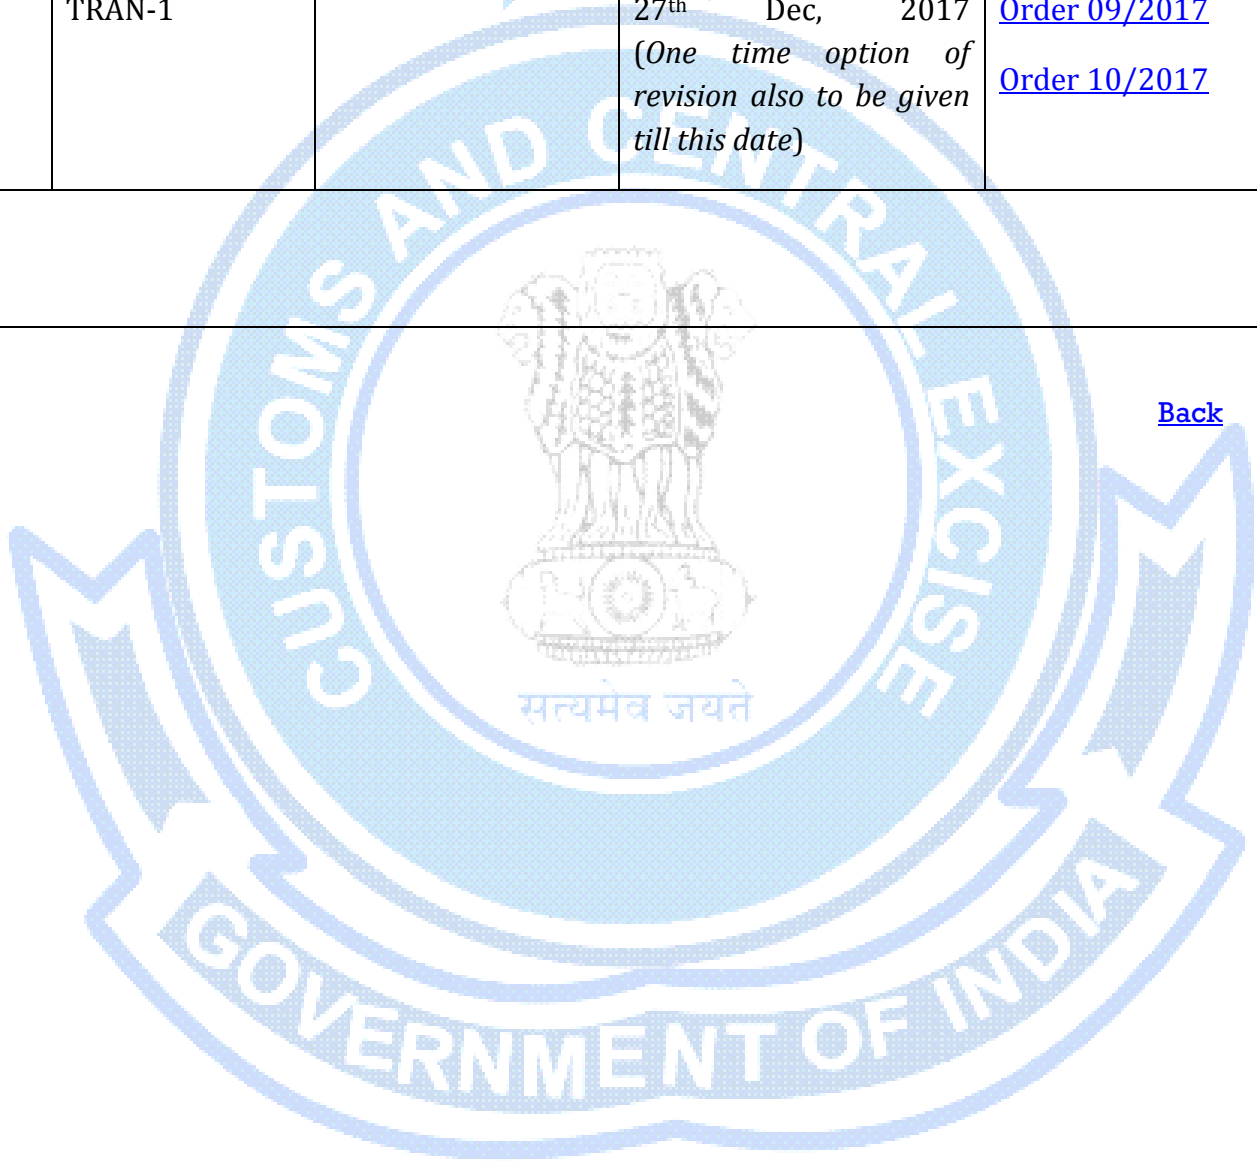 TRAN-1
27th Dec, 2017
(One time option of
revision also to be given
till this date)
Order 09/2017
Order 10/2017
Back
CUSTOMS AND CENTRAL EXCISE
सत्यमेव जयते
GOVERNMENT OF INDIA